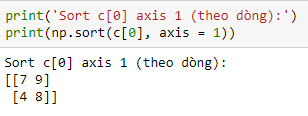 print('Sort c[0] axis 1 (theo dòng):')
print(np.sort(c[0], axis = 1))
Sort c[0] axis 1 (theo dòng):
[[7 9]
 [4 8]]